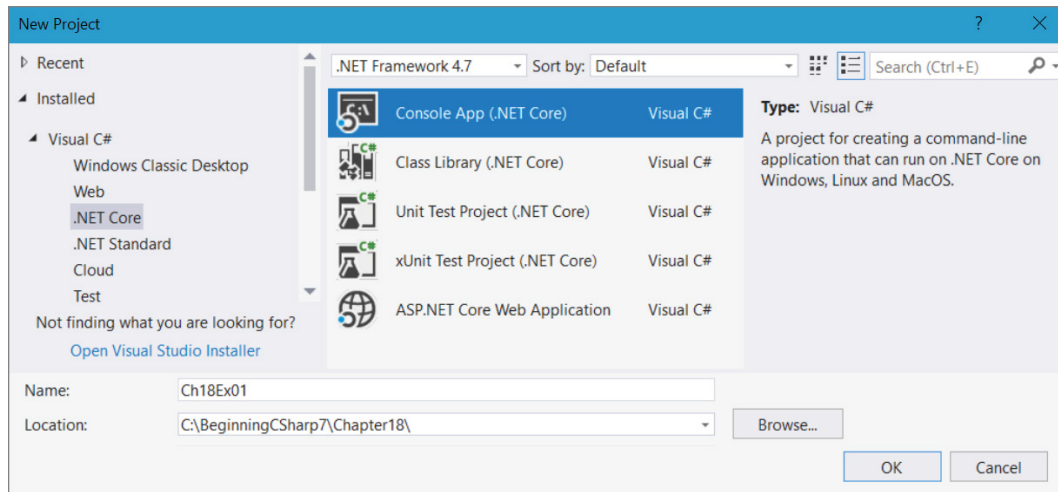 New Project
?
Recent
Installed
Visual C#
Windows Classic Desktop
Web
.NET Core
.NET Standard
Cloud
Test
Not finding what you are looking for?
Open Visual Studio Installer
.NET Framework 4.7 Sort by: Default Search (Ctrl+E)
Console App (.NET Core) Visual C#
Class Library (.NET Core) Visual C#
Unit Test Project (.NET Core) Visual C#
xUnit Test Project (.NET Core) Visual C#
ASP.NET Core Web Application Visual C#
Type: Visual C#
A project for creating a command-line
application that can run on .NET Core on
Windows, Linux and MacOS.
Name: Ch18Ex01
Location: C:\BeginningCSharp7\Chapter18\ Browse...
OK Cancel